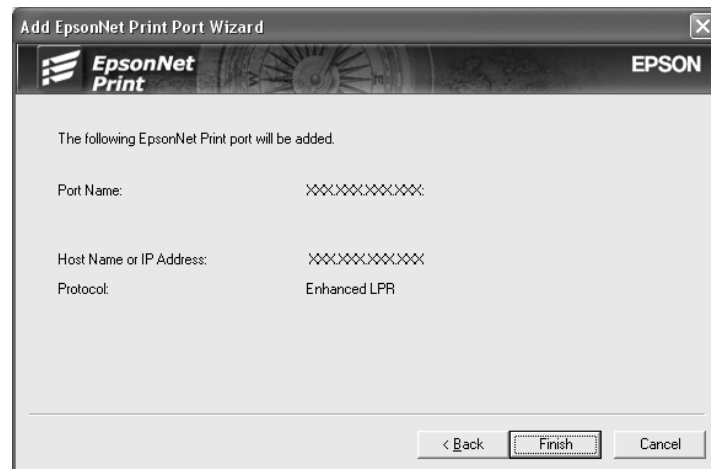 Add EpsonNet Print Port Wizard
EpsonNet
Print
EPSON
The following EpsonNet Print port will be added.
Port Name: XXX.XXX.XXX.XXX:
Host Name or IP Address: XXX.XXX.XXX.XXX
Protocol: Enhanced LPR
< Back Finish Cancel